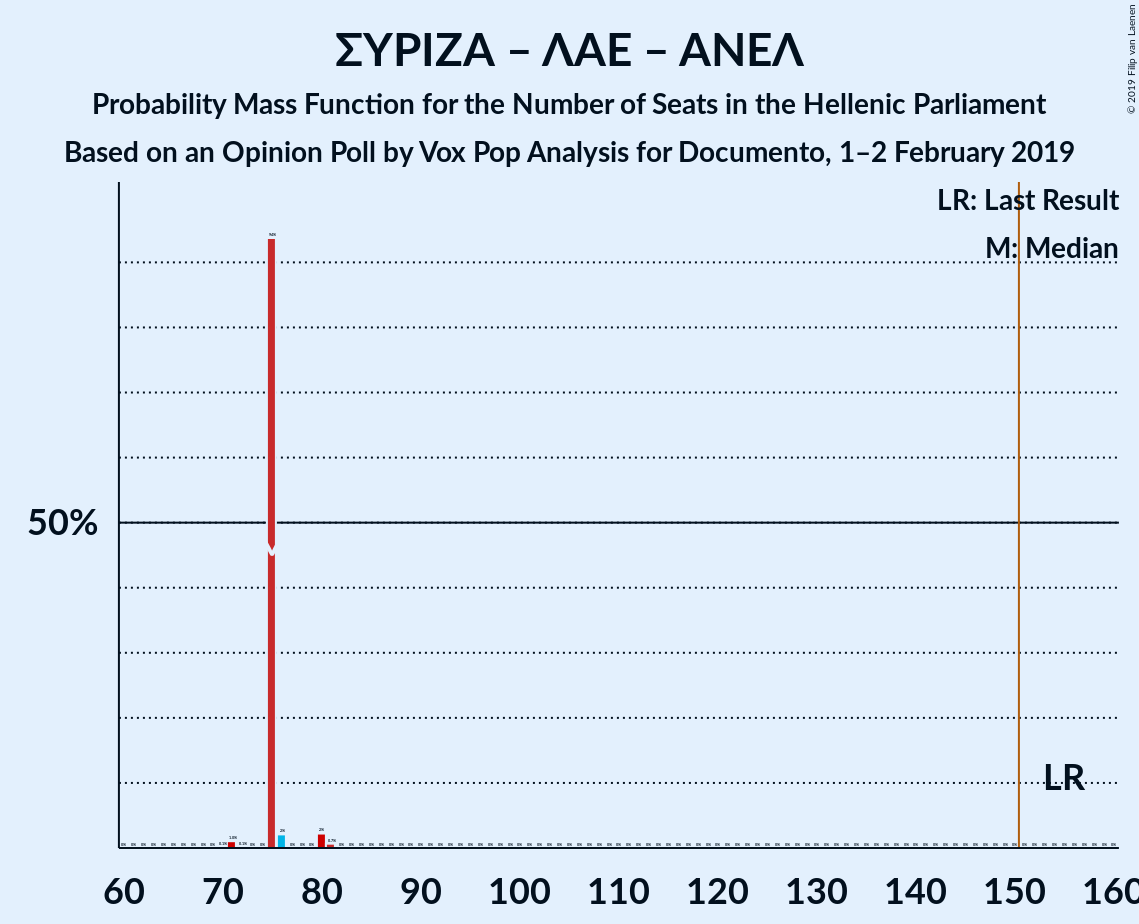 ΣΥΡΙΖΑ – ΛΑΕ – ΑΝΕΛ
Probability Mass Function for the Number of Seats in the Hellenic Parliament
Based on an Opinion Poll by Vox Pop Analysis for Documento, 1–2 February 2019
© 2019 Filip van Laenen
LR: Last Result
M: Median
50%
LR
60 70 80 90 100 110 120 130 140 150 160